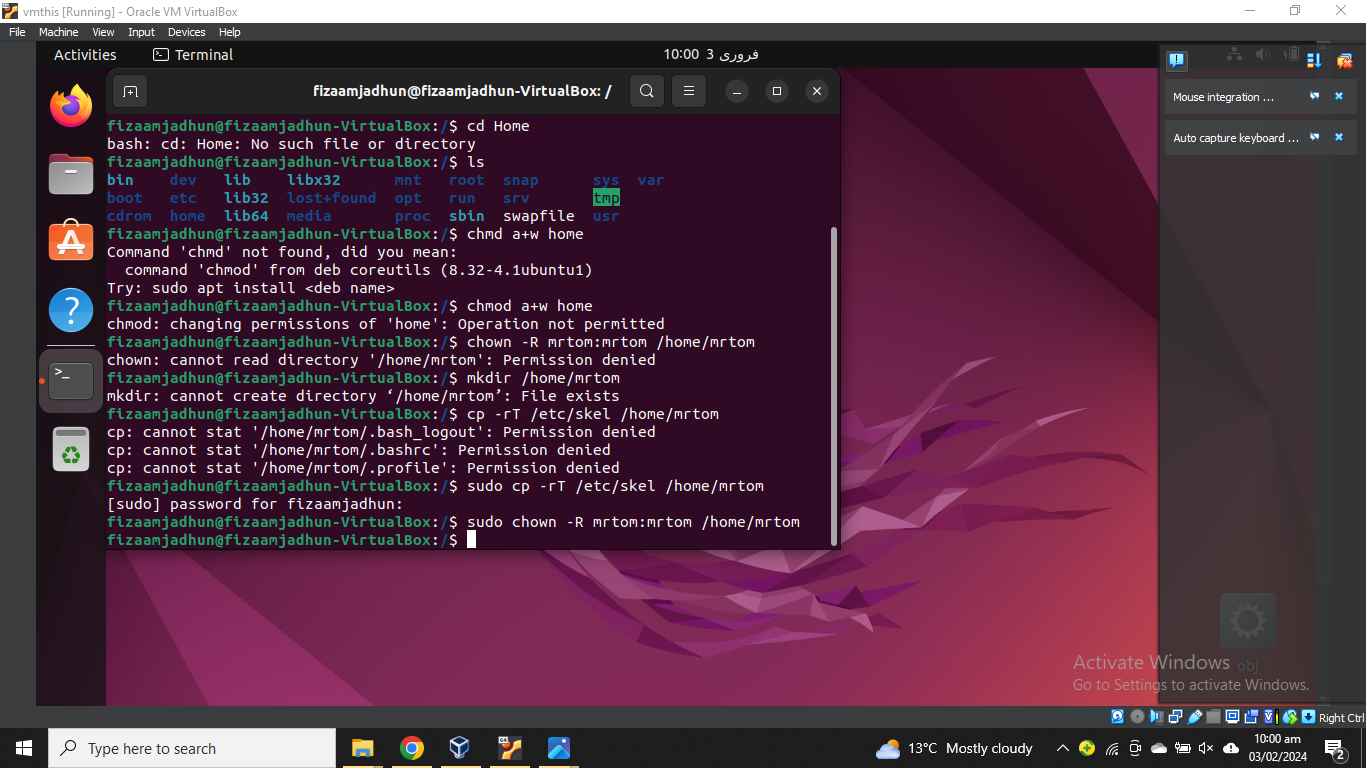 vmthis [Running] - Oracle VM VirtualBox
File Machine View Input Devices Help
Activities Terminal 10:00 3 فروری
fizaamjadhun@fizaamjadhun-VirtualBox: /
fizaamjadhun@fizaamjadhun-VirtualBox:/$ cd Home
bash: cd: Home: No such file or directory
fizaamjadhun@fizaamjadhun-VirtualBox:/$ ls
bin dev lib libx32 mnt root snap sys var
boot etc lib32 lost+found opt run srv tmp
cdrom home lib64 media proc sbin swapfile usr
fizaamjadhun@fizaamjadhun-VirtualBox:/$ chmd a+w home
Command 'chmd' not found, did you mean:
command 'chmod' from deb coreutils (8.32-4.1ubuntu1)
Try: sudo apt install <deb name>
fizaamjadhun@fizaamjadhun-VirtualBox:/$ chmod a+w home
chmod: changing permissions of 'home': Operation not permitted
fizaamjadhun@fizaamjadhun-VirtualBox:/$ chown -R mrtom:mrtom /home/mrtom
chown: cannot read directory '/home/mrtom': Permission denied
fizaamjadhun@fizaamjadhun-VirtualBox:/$ mkdir /home/mrtom
mkdir: cannot create directory ‘/home/mrtom’: File exists
fizaamjadhun@fizaamjadhun-VirtualBox:/$ cp -rT /etc/skel /home/mrtom
cp: cannot stat '/home/mrtom/.bash_logout': Permission denied
cp: cannot stat '/home/mrtom/.bashrc': Permission denied
cp: cannot stat '/home/mrtom/.profile': Permission denied
fizaamjadhun@fizaamjadhun-VirtualBox:/$ sudo cp -rT /etc/skel /home/mrtom
[sudo] password for fizaamjadhun:
fizaamjadhun@fizaamjadhun-VirtualBox:/$ sudo chown -R mrtom:mrtom /home/mrtom
fizaamjadhun@fizaamjadhun-VirtualBox:/$
Mouse integration ...
Auto capture keyboard ...
obj
Activate Windows
Go to Settings to activate Windows.
Right Ctrl
Type here to search
64
13°C Mostly cloudy
10:00 am
03/02/2024
2